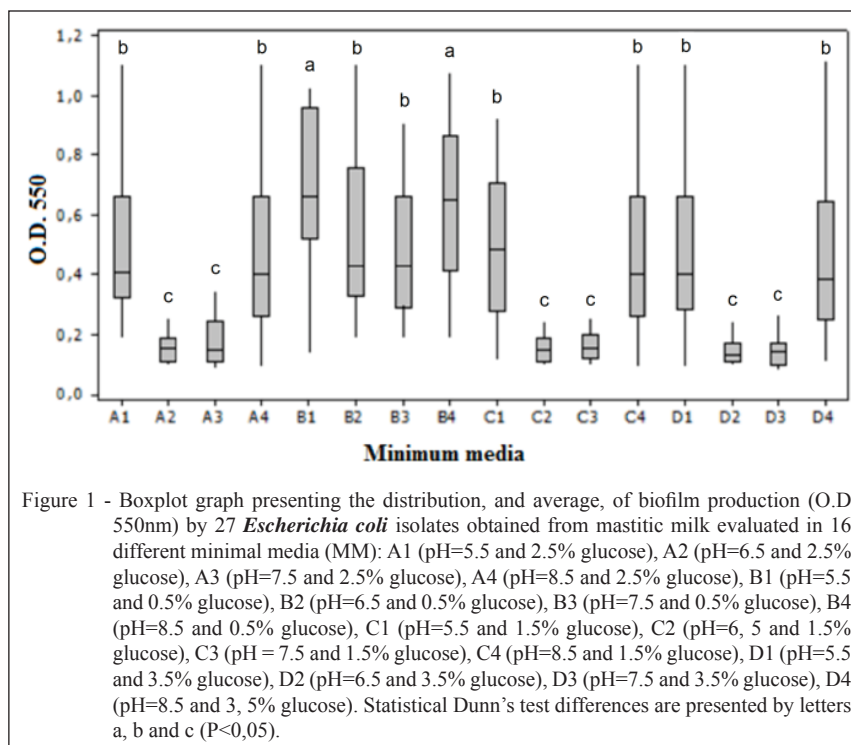 1,2
1,0
0,8
0,6
0,4
0,2
0,0
O.D. 550
b
c
c
b
a
b
b
a
b
c
c
b
b
c
c
b
A1 A2 A3 A4 B1 B2 B3 B4 C1 C2 C3 C4 D1 D2 D3 D4
Minimum media
Figure 1 - Boxplot graph presenting the distribution, and average, of biofilm production (O.D
550nm) by 27 Escherichia coli isolates obtained from mastitic milk evaluated in 16
different minimal media (MM): A1 (pH=5.5 and 2.5% glucose), A2 (pH=6.5 and 2.5%
glucose), A3 (pH=7.5 and 2.5% glucose), A4 (pH=8.5 and 2.5% glucose), B1 (pH=5.5
and 0.5% glucose), B2 (pH=6.5 and 0.5% glucose), B3 (pH=7.5 and 0.5% glucose), B4
(pH=8.5 and 0.5% glucose), C1 (pH=5.5 and 1.5% glucose), C2 (pH=6, 5 and 1.5%
glucose), C3 (pH = 7.5 and 1.5% glucose), C4 (pH=8.5 and 1.5% glucose), D1 (pH=5.5
and 3.5% glucose), D2 (pH=6.5 and 3.5% glucose), D3 (pH=7.5 and 3.5% glucose), D4
(pH=8.5 and 3, 5% glucose). Statistical Dunn's test differences are presented by letters
a, b and c (P<0,05).